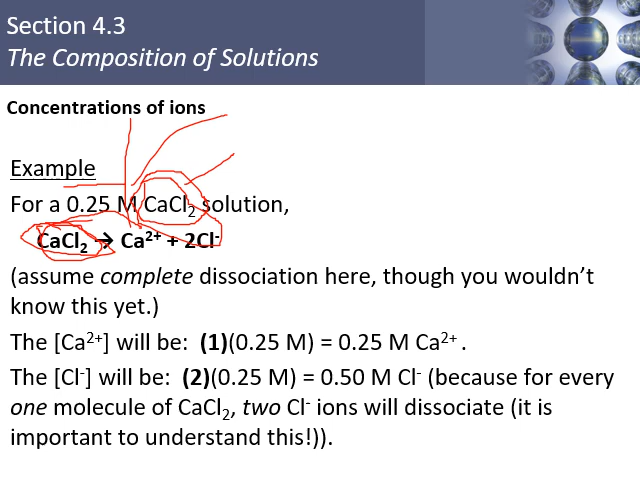 Section 4.3
The Composition of Solutions
Concentrations of ions
Example
For a 0.25 M CaCl₂ solution,
CaCl₂ → Ca²⁺ + 2Cl⁻
(assume complete dissociation here, though you wouldn't
know this yet.)
The [Ca²⁺] will be: (1)(0.25 M) = 0.25 M Ca²⁺ .
The [Cl⁻] will be: (2)(0.25 M) = 0.50 M Cl⁻ (because for every
one molecule of CaCl₂, two Cl⁻ ions will dissociate (it is
important to understand this!)).